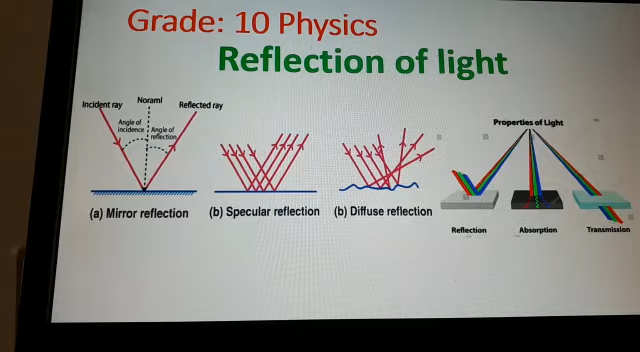 Grade: 10 Physics
Reflection of light
Incident ray
Noraml
Reflected ray
Angle of
incidence
Angle of
reflection
(a) Mirror reflection
(b) Specular reflection
(b) Diffuse reflection
Properties of Light
Reflection
Absorption
Transmission